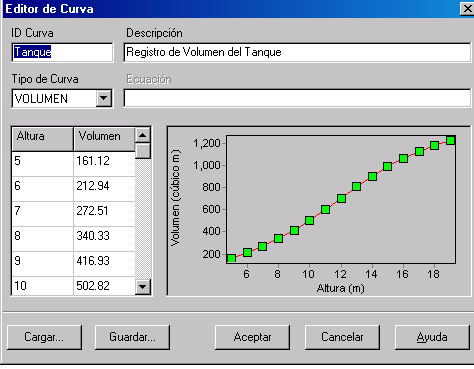 Editor de Curva
ID Curva Descripción
Tanque Registro de Volumen del Tanque
Tipo de Curva Ecuación
VOLUMEN
Altura Volumen
5 161.12
6 212.94
7 272.51
8 340.33
9 416.93
10 502.82
Volumen (cúbico m)
1,200
1,000
800
600
400
200
6 8 10 12 14 16 18
Altura (m)
Cargar... Guardar... Aceptar Cancelar Ayuda